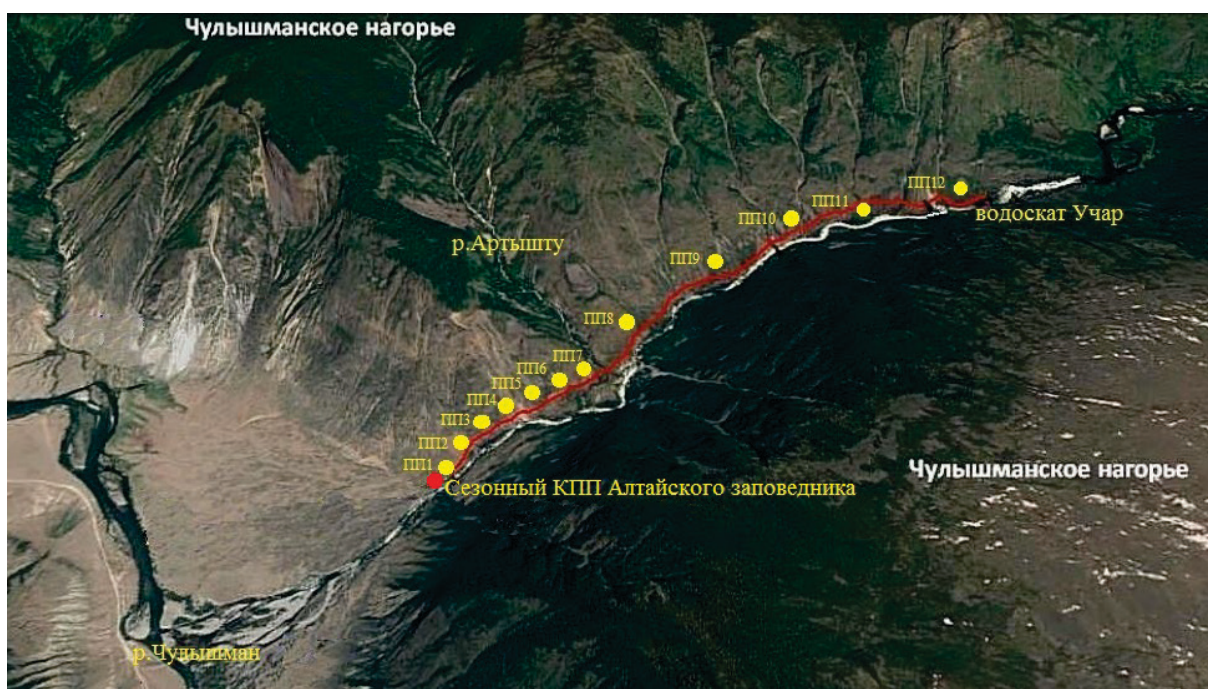 Чулышманское нагорье
ПП12
ПП11
водоскат Учар
ПП10
р.Артышту
ПП9
ПП8
ПП7
ПП6
ПП5
ПП4
ПП3
ПП2
ПП1
Чулышманское нагорье
Сезонный КПП Алтайского заповедника
р.Чулышман